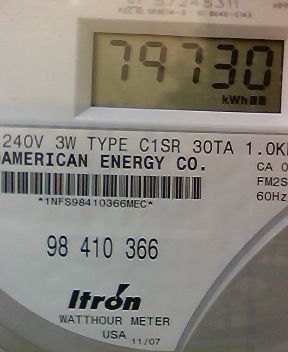 79730
kWh
240V 3W TYPE C1SR 30TA 1.0K
AMERICAN ENERGY CO.
CA 0
*1NFS98410366MEC*
FM2S
60Hz
98 410 366
Itron
WATTHOUR METER
USA 11/07